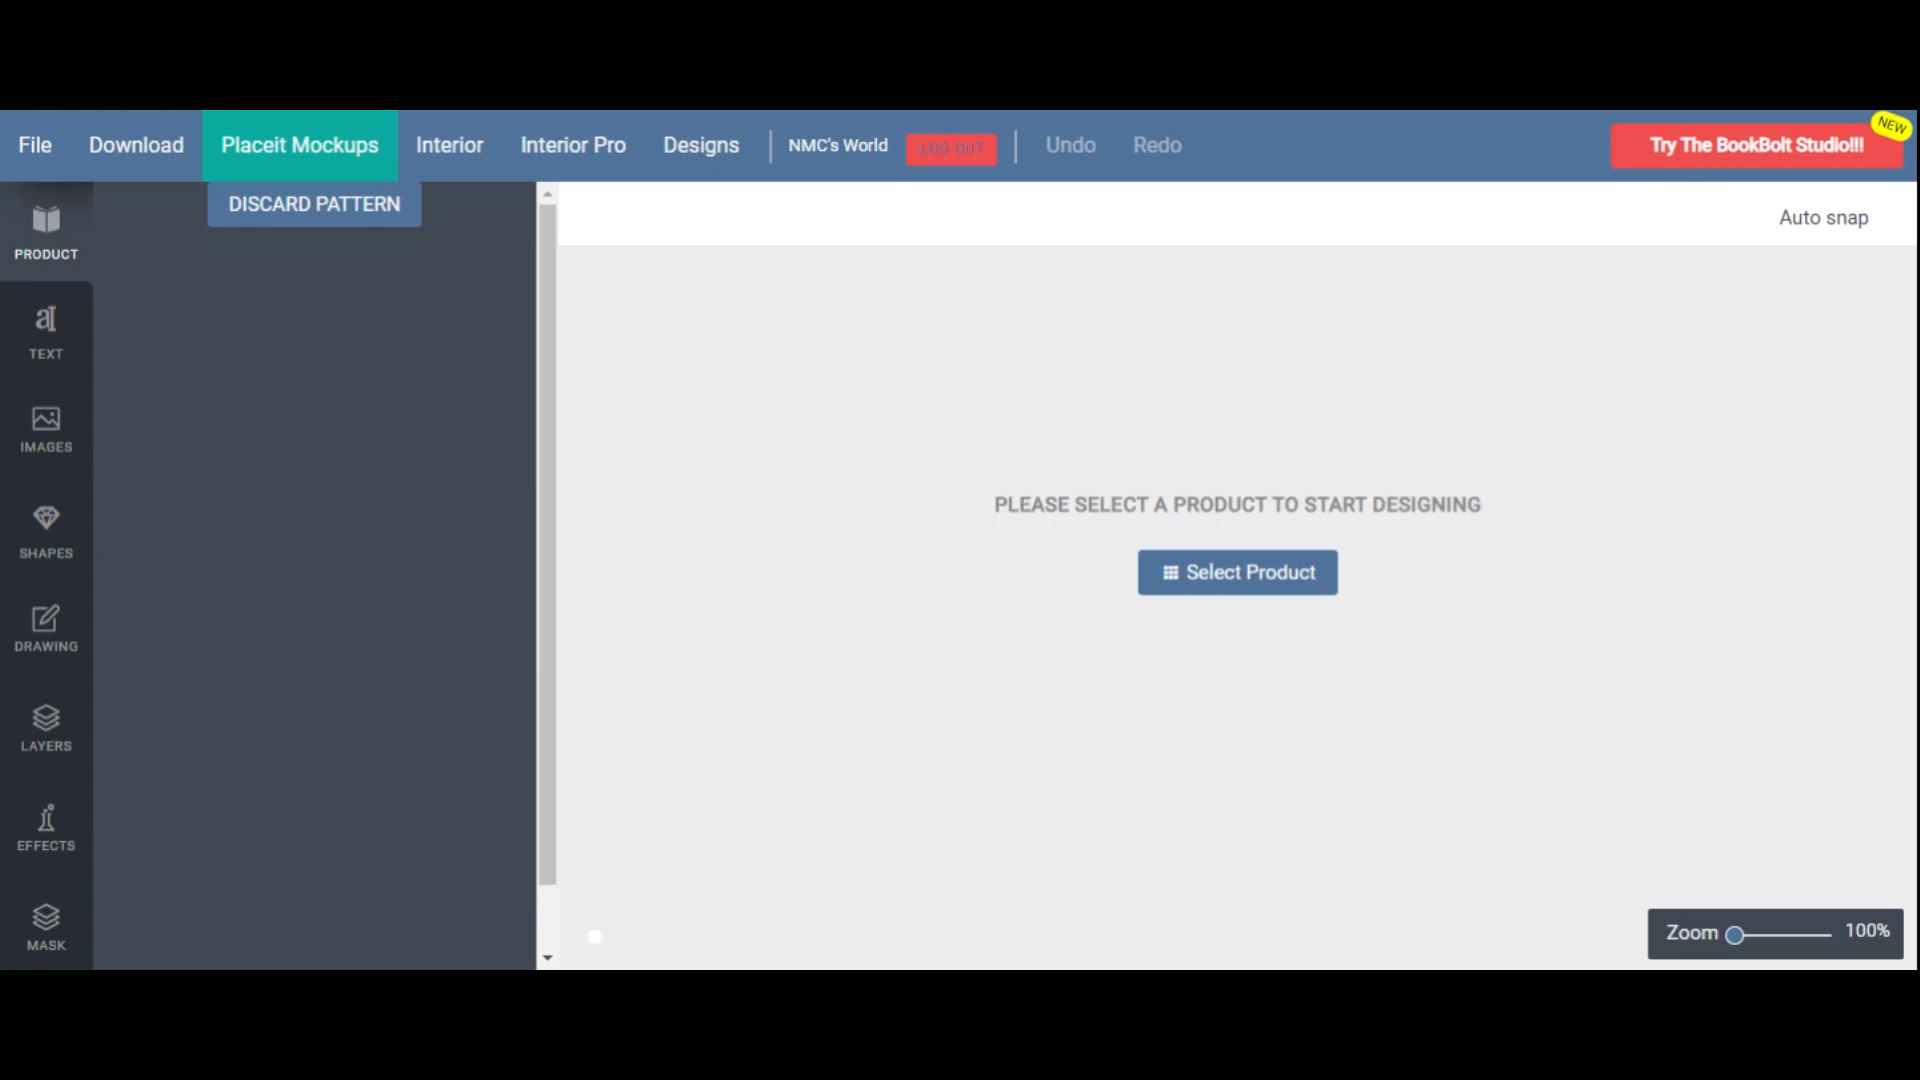 File Download Placeit Mockups Interior Interior Pro Designs NMC's World LOG OUT Undo Redo Try The BookBolt Studio!!! NEW
DISCARD PATTERN
Auto snap
PRODUCT
TEXT
IMAGES
SHAPES
DRAWING
LAYERS
EFFECTS
MASK
PLEASE SELECT A PRODUCT TO START DESIGNING
Select Product
Zoom 100%